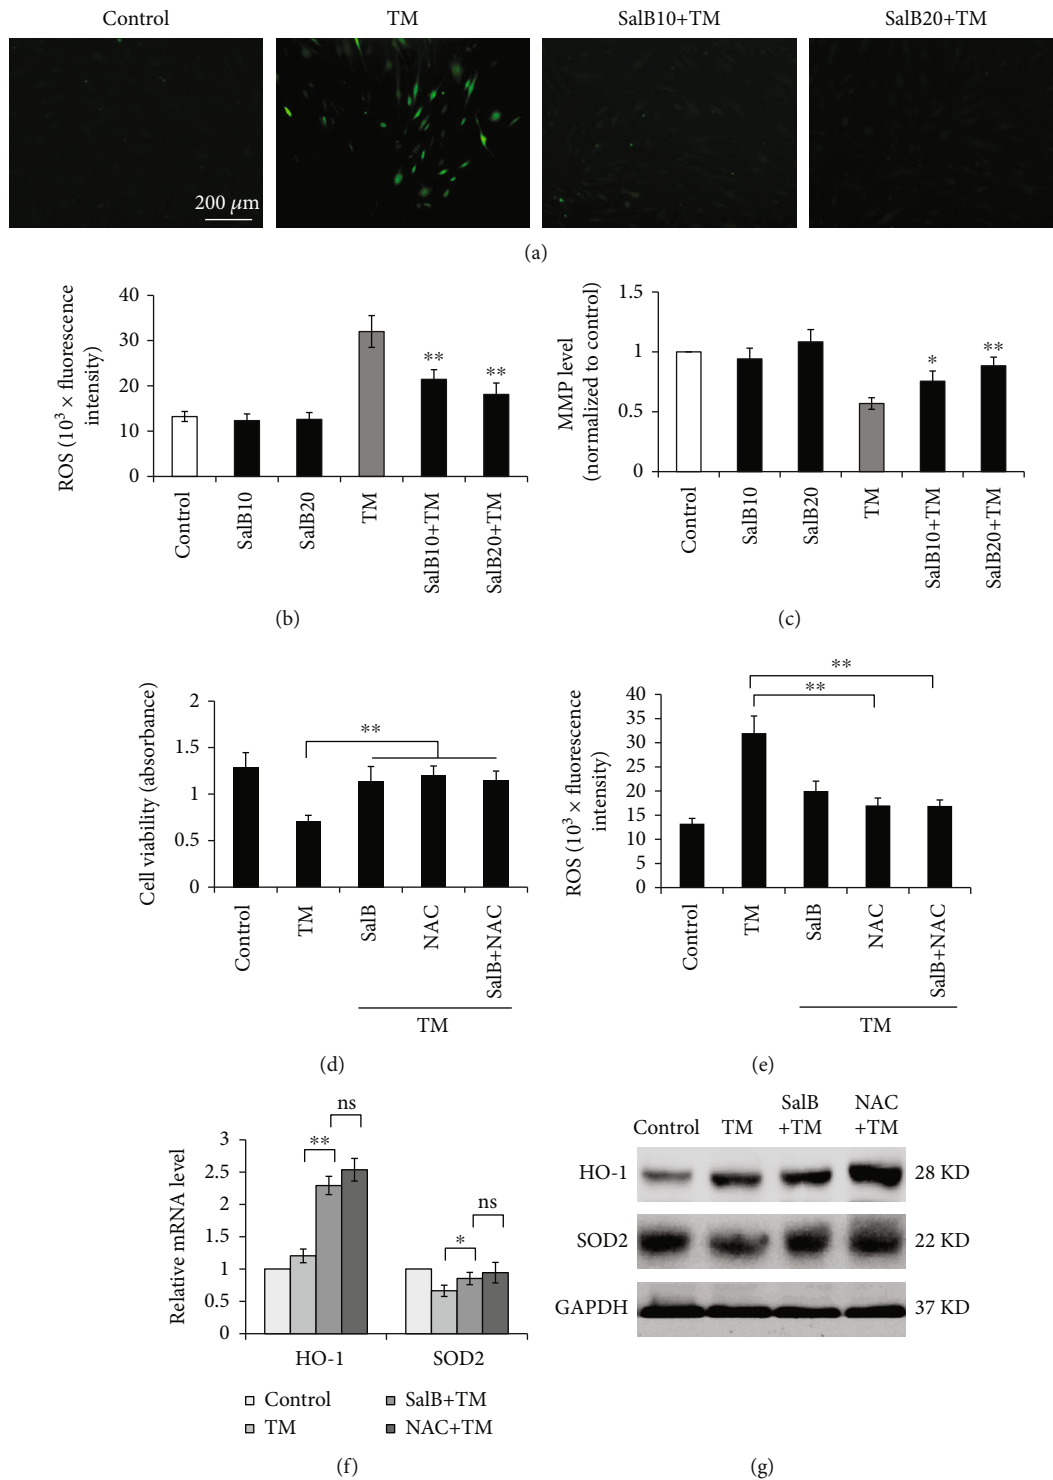 Control TM SalB10+TM SalB20+TM
200 μm
(a)
ROS (10³ × fluorescence
intensity)
40
30
20
10
0
Control
SalB10
SalB20
TM
SalB10+TM
SalB20+TM
**
**
(b)
MMP level
(normalized to control)
1.5
1
0.5
0
Control
SalB10
SalB20
TM
SalB10+TM
SalB20+TM
*
**
(c)
Cell viability (absorbance)
2
1.5
1
0.5
0
**
Control
TM
SalB
NAC
SalB+NAC
TM
(d)
ROS (10³ × fluorescence
intensity)
40
35
30
25
20
15
10
5
0
**
**
Control
TM
SalB
NAC
SalB+NAC
TM
(e)
Relative mRNA level
3
2.5
2
1.5
1
0.5
0
ns
**
ns
*
HO-1 SOD2
Control SalB+TM
TM NAC+TM
(f)
Control TM SalB
+TM NAC
+TM
HO-1 28 KD
SOD2 22 KD
GAPDH 37 KD
(g)